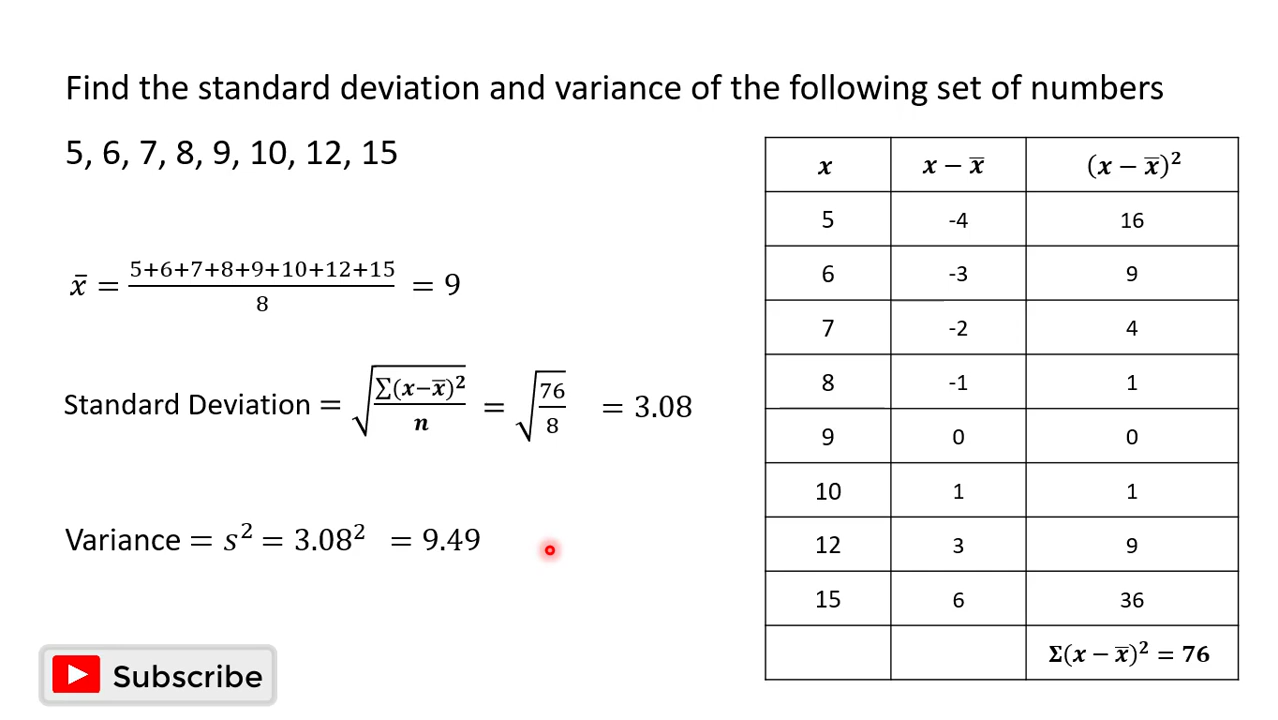 Find the standard deviation and variance of the following set of numbers
5, 6, 7, 8, 9, 10, 12, 15
x̄ = (5+6+7+8+9+10+12+15)/8 = 9
Standard Deviation = √(∑(x−x̄)²/n) = √(76/8) = 3.08
Variance = s² = 3.08² = 9.49
Subscribe
x | x − x̄ | (x − x̄)²
5 | -4 | 16
6 | -3 | 9
7 | -2 | 4
8 | -1 | 1
9 | 0 | 0
10 | 1 | 1
12 | 3 | 9
15 | 6 | 36
Σ(x − x̄)² = 76